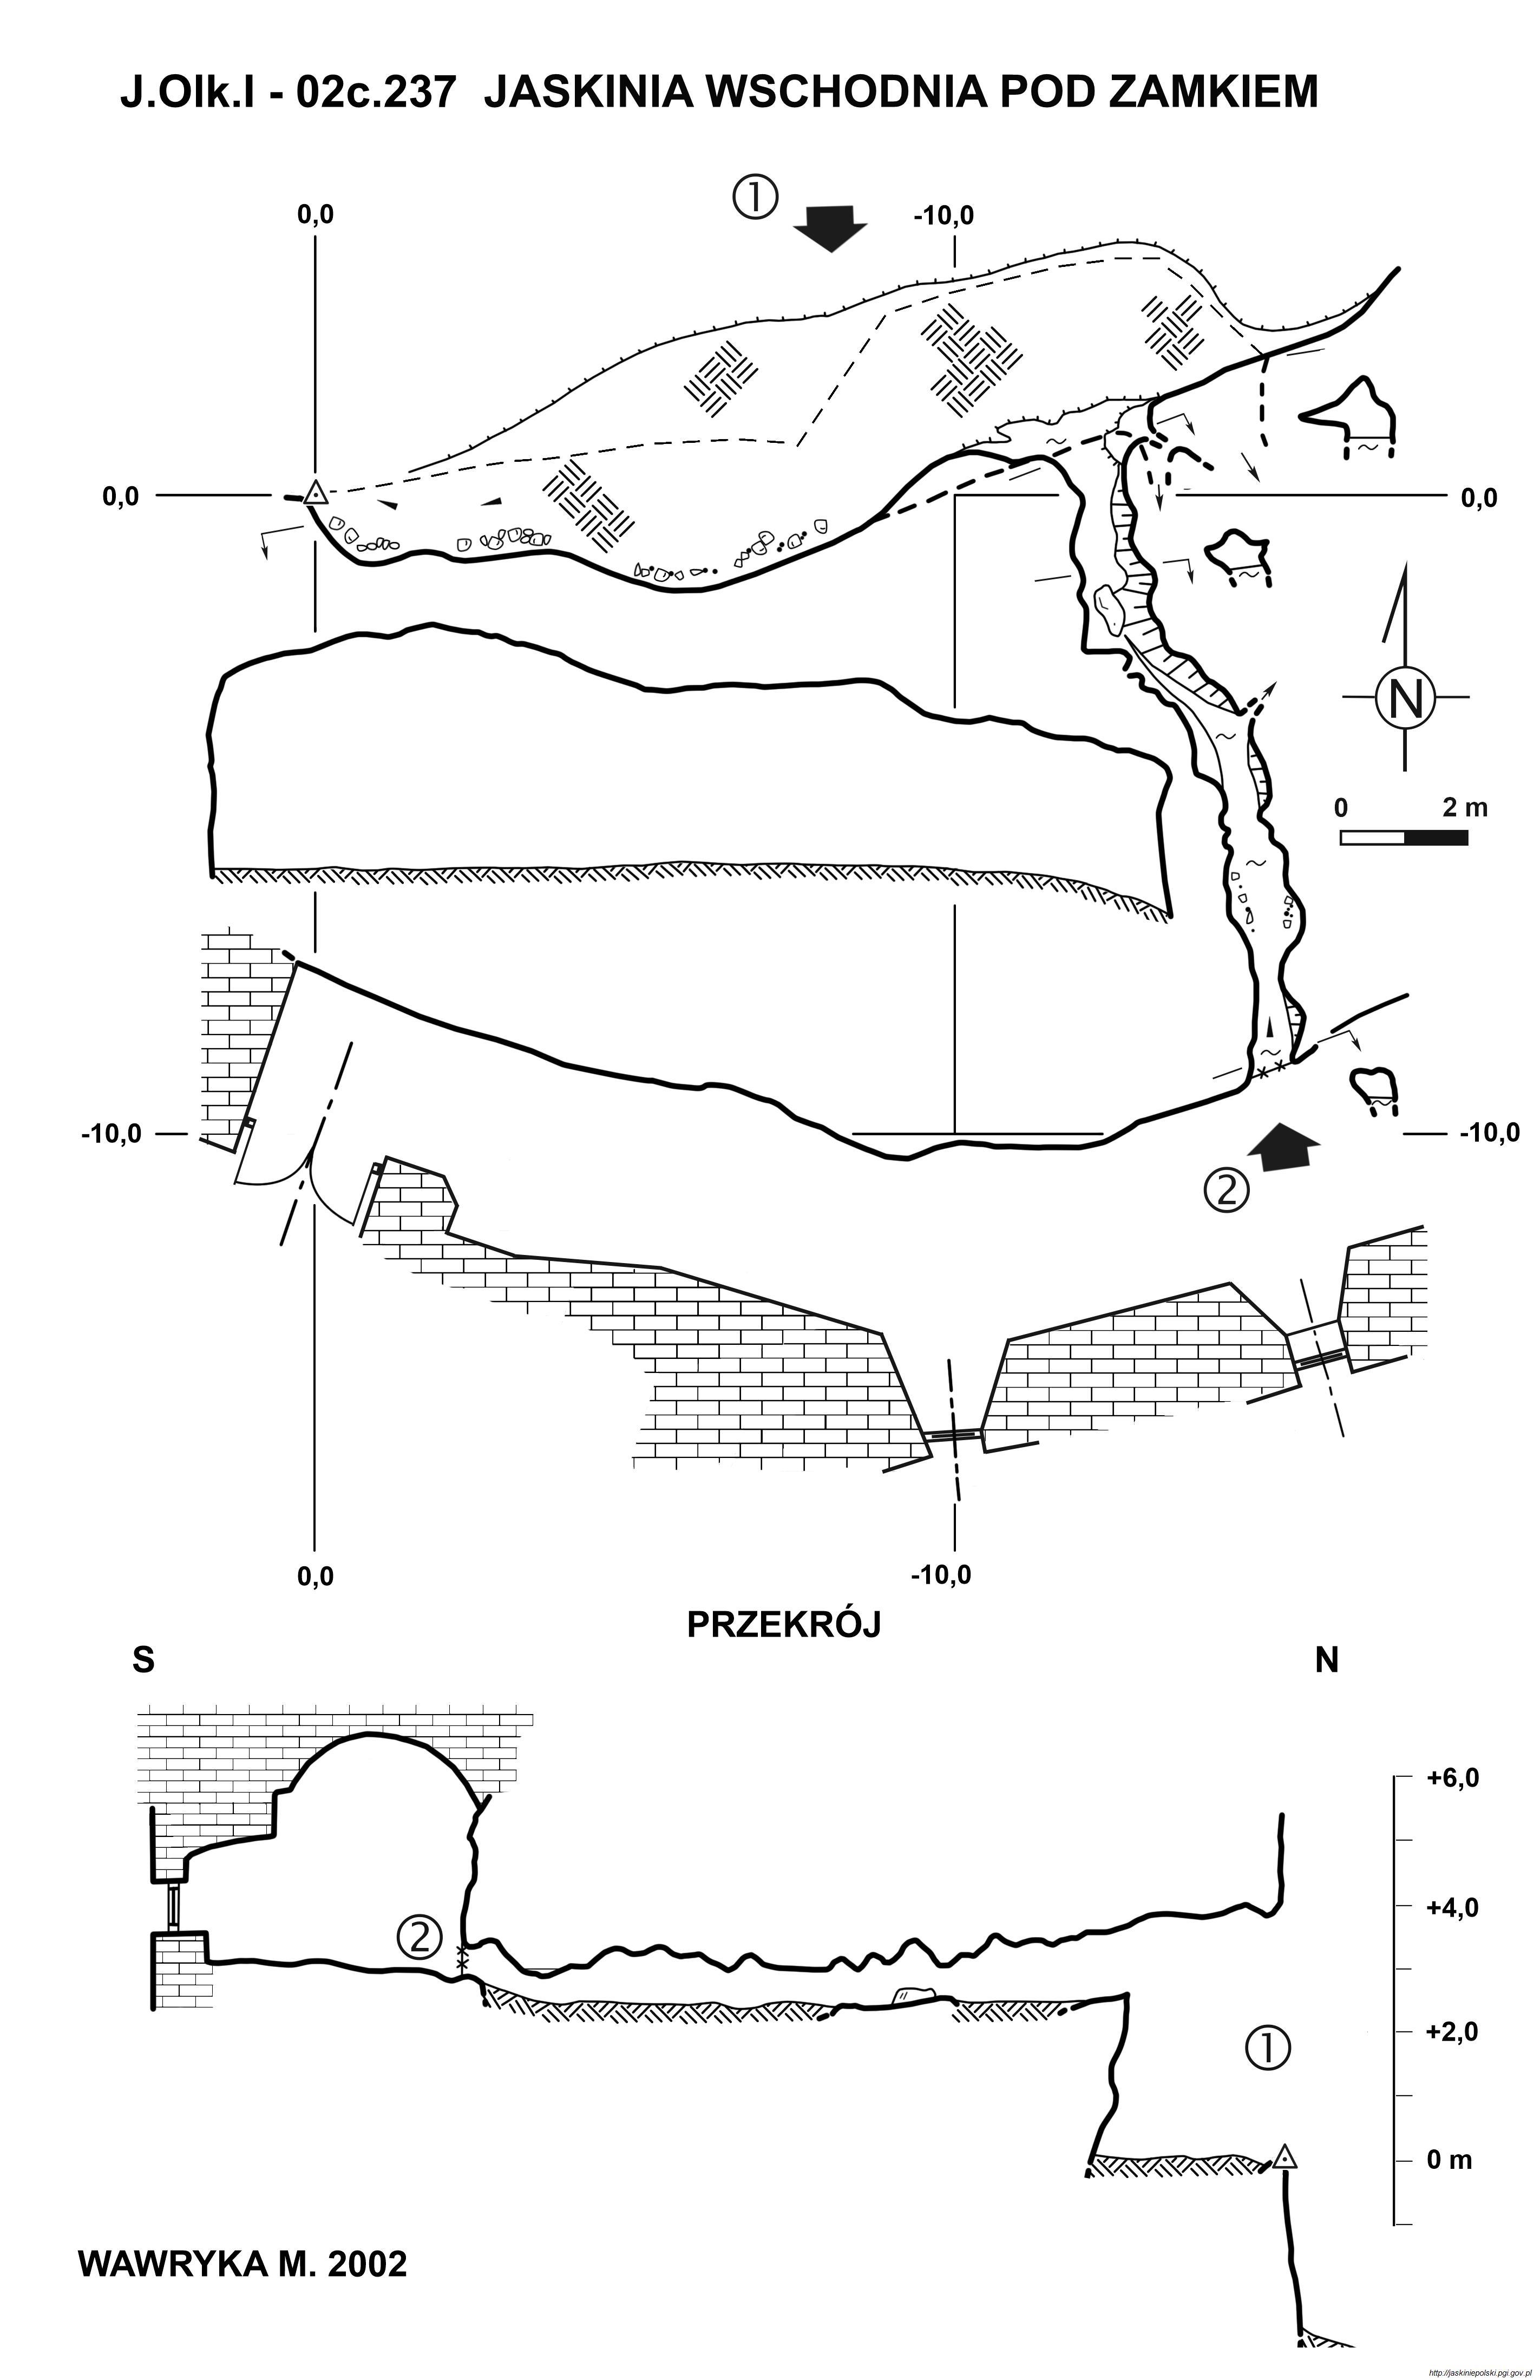 J.Olk.I - 02c.237 JASKINIA WSCHODNIA POD ZAMKIEM
①
0,0
-10,0
0,0
0,0
N
0 2 m
-10,0
-10,0
②
0,0
-10,0
PRZEKRÓJ
S
N
+6,0
②
+4,0
+2,0
①
0 m
WAWRYKA M. 2002
http://jaskiniepolski.pgi.gov.pl